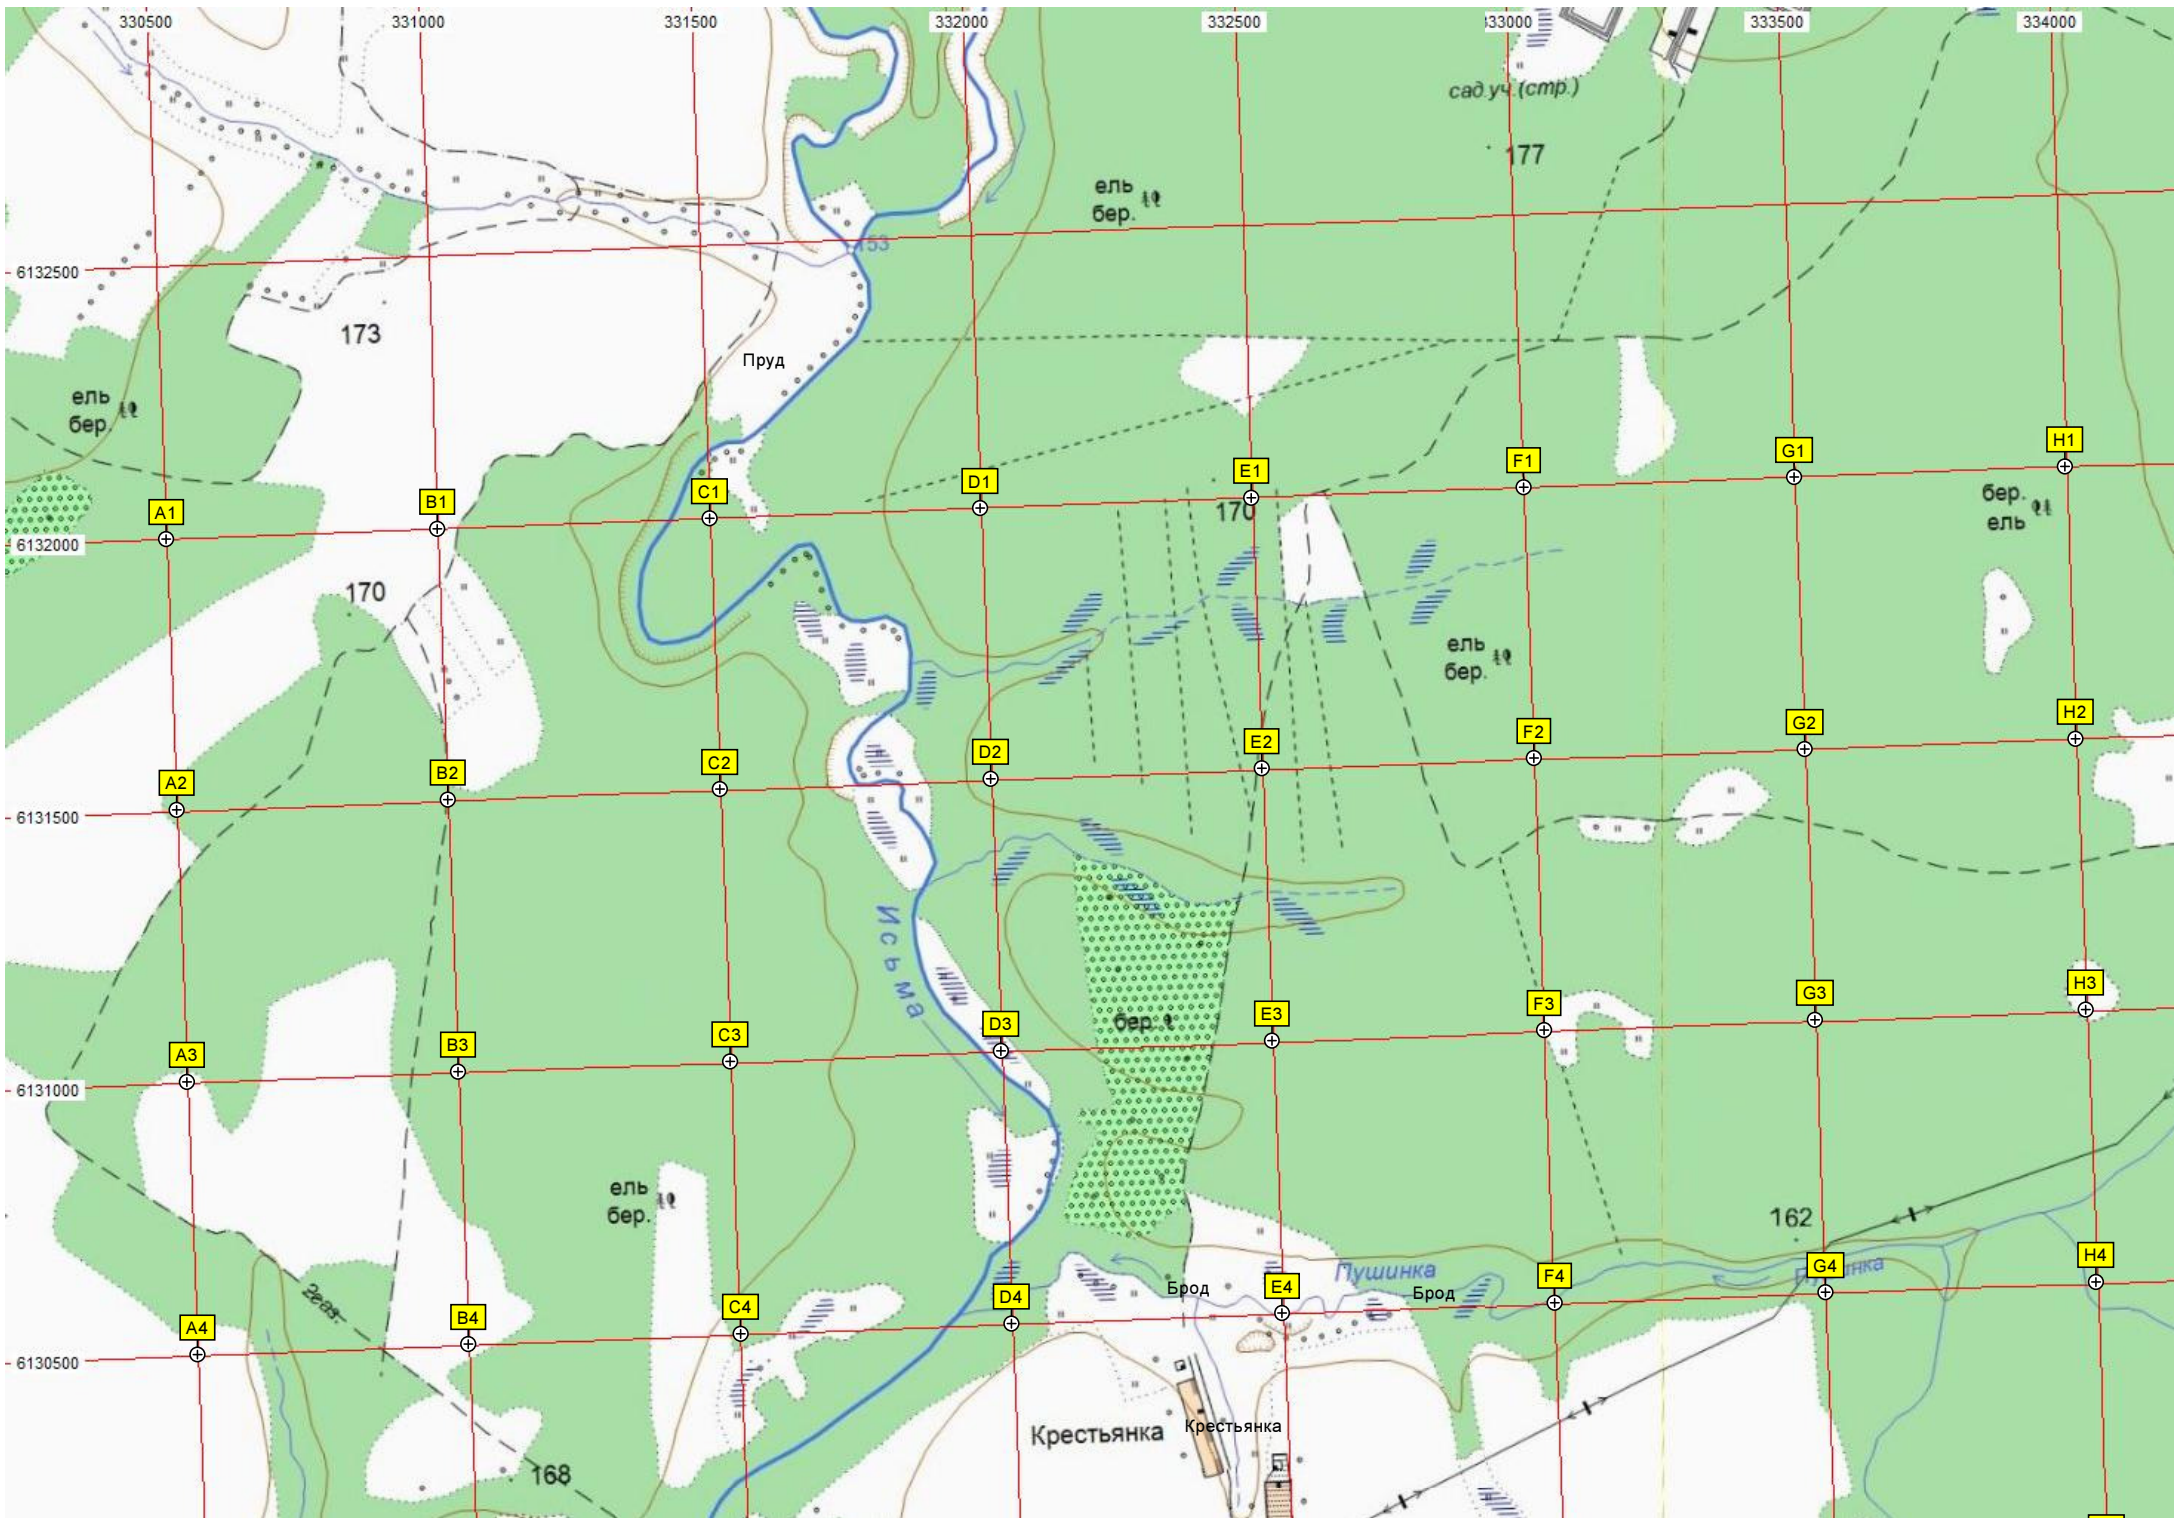 330500 331000 331500 332000 332500 333000 333500 334000
сад.уч.(стр.)
177
ель
бер.
153
6132500
173
Пруд
ель
бер.
A1 B1 C1 D1 E1 F1 G1 H1
170
бер.
ель
6132000
170
ель
бер.
A2 B2 C2 D2 E2 F2 G2 H2
6131500
Исьма
бер.
A3 B3 C3 D3 E3 F3 G3 H3
6131000
ель
бер.
162
2газ.
Брод
Пушинка
Брод
A4 B4 C4 D4 E4 F4 G4 H4
6130500
Крестьянка
Крестьянка
168